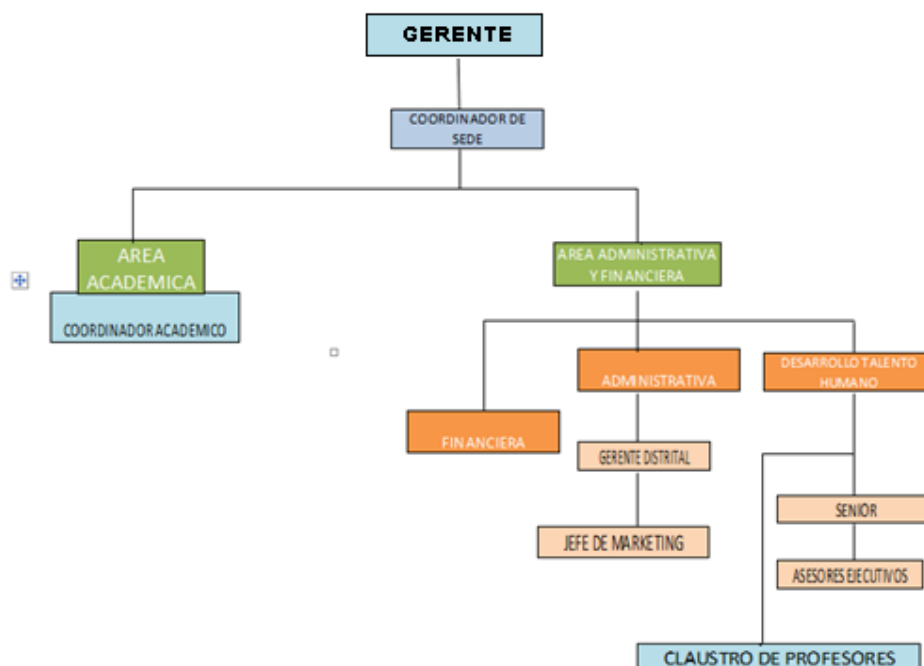 GERENTE
COORDINADOR DE
SEDE
AREA
ACADEMICA
COORDINADOR ACADEMICO
AREA ADMINISTRATIVA
Y FINANCIERA
FINANCIERA
ADMINISTRATIVA
GERENTE DISTRITAL
JEFE DE MARKETING
DESARROLLO TALENTO
HUMANO
SENIOR
ASESORES EJECUTIVOS
CLAUSTRO DE PROFESORES